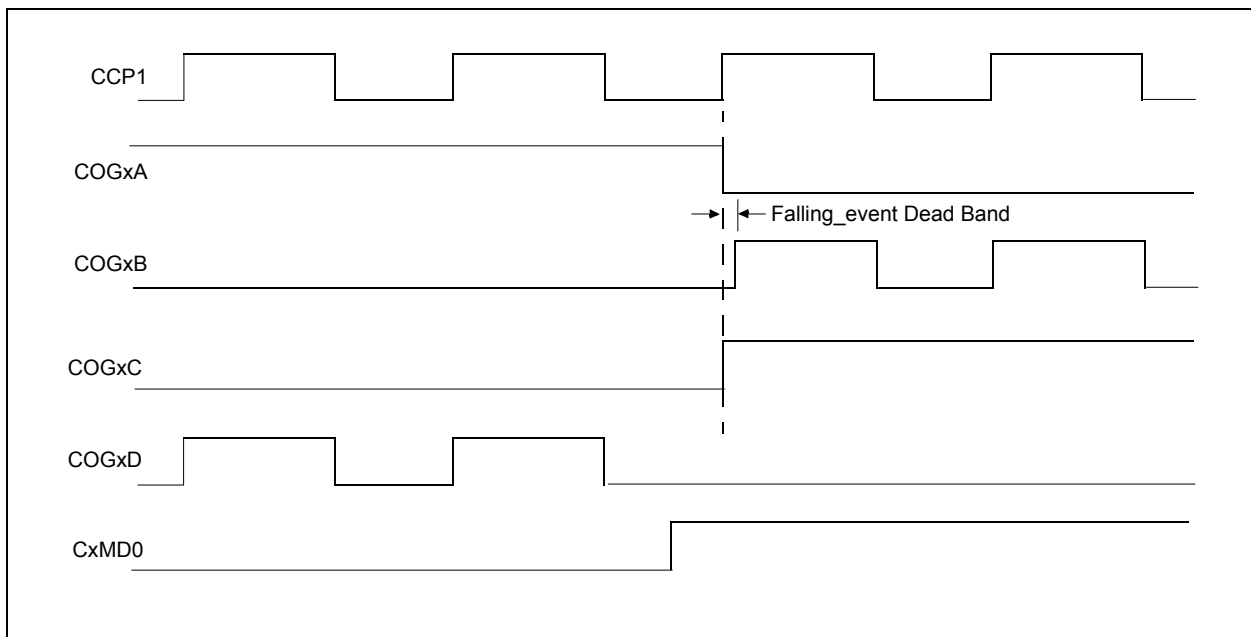 CCP1
COGxA
Falling_event Dead Band
COGxB
COGxC
COGxD
CxMD0